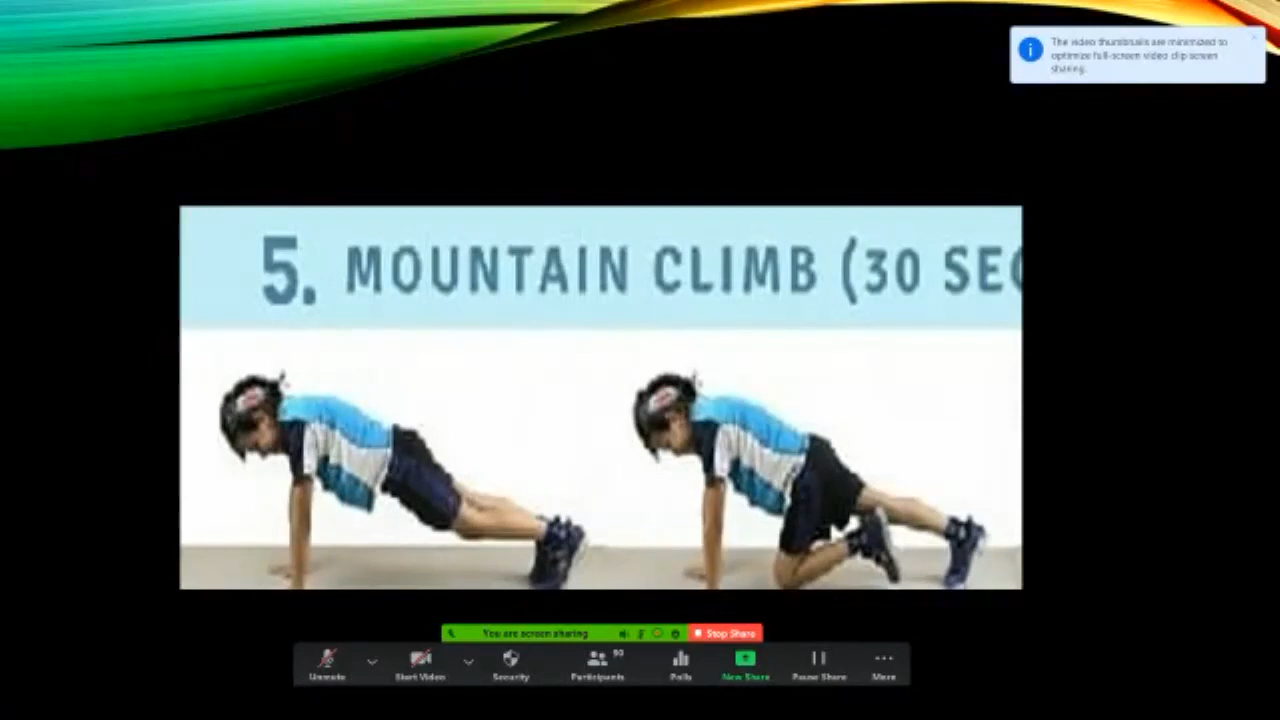 The video thumbnails are minimized to
optimize full-screen video clip screen
sharing.
5. MOUNTAIN CLIMB (30 SEC
You are screen sharing
Stop Share
Unmute
Start Video
Security
Participants
Polls
New Share
Pause Share
More